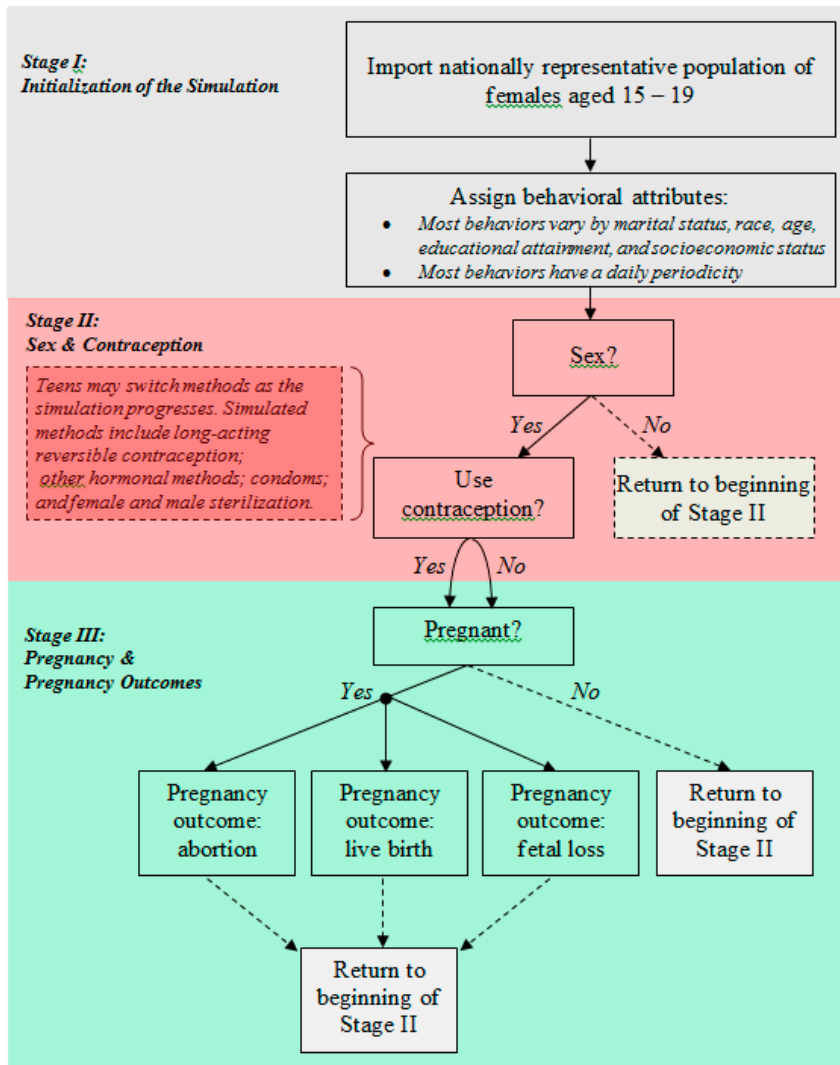 Stage I:
Initialization of the Simulation
Import nationally representative population of
females aged 15 – 19
Assign behavioral attributes:
• Most behaviors vary by marital status, race, age,
educational attainment, and socioeconomic status
• Most behaviors have a daily periodicity
Stage II:
Sex & Contraception
Teens may switch methods as the
simulation progresses. Simulated
methods include long-acting
reversible contraception;
other hormonal methods; condoms;
and female and male sterilization.
Sex?
Yes
No
Use
contraception?
Return to beginning
of Stage II
Yes
No
Stage III:
Pregnancy &
Pregnancy Outcomes
Pregnant?
Yes
No
Pregnancy
outcome:
abortion
Pregnancy
outcome:
live birth
Pregnancy
outcome:
fetal loss
Return to
beginning of
Stage II
Return to
beginning of
Stage II